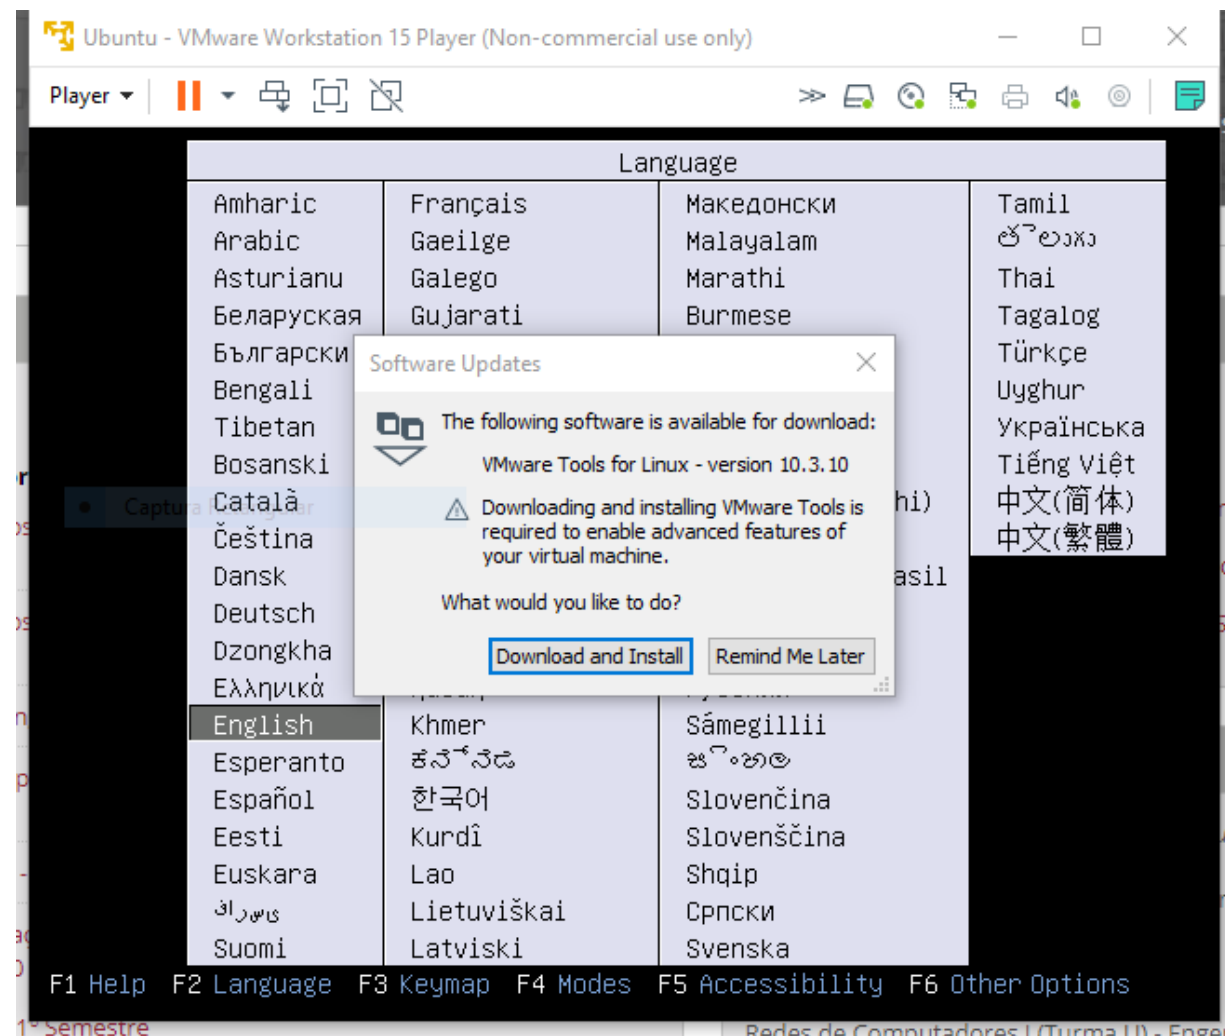 Ubuntu - VMware Workstation 15 Player (Non-commercial use only)
Player
Language
Amharic
Arabic
Asturianu
Беларуская
Български
Bengali
Tibetan
Bosanski
Català
Čeština
Dansk
Deutsch
Dzongkha
Ελληνικά
English
Esperanto
Español
Eesti
Euskara
Suomi
Français
Gaeilge
Galego
Gujarati
Khmer
한국어
Kurdî
Lao
Lietuviškai
Latviski
Македонски
Malayalam
Marathi
Burmese
hi)
asil
Sámegillii
Slovenčina
Slovenščina
Shqip
Српски
Svenska
Tamil
Thai
Tagalog
Türkçe
Uyghur
Українська
Tiếng Việt
中文(简体)
中文(繁體)
Software Updates
The following software is available for download:
VMware Tools for Linux - version 10.3.10
Downloading and installing VMware Tools is
required to enable advanced features of
your virtual machine.
What would you like to do?
Download and Install
Remind Me Later
F1 Help F2 Language F3 Keymap F4 Modes F5 Accessibility F6 Other Options
1º Semestre
Redes de Computadores I (Turma U) - Enge